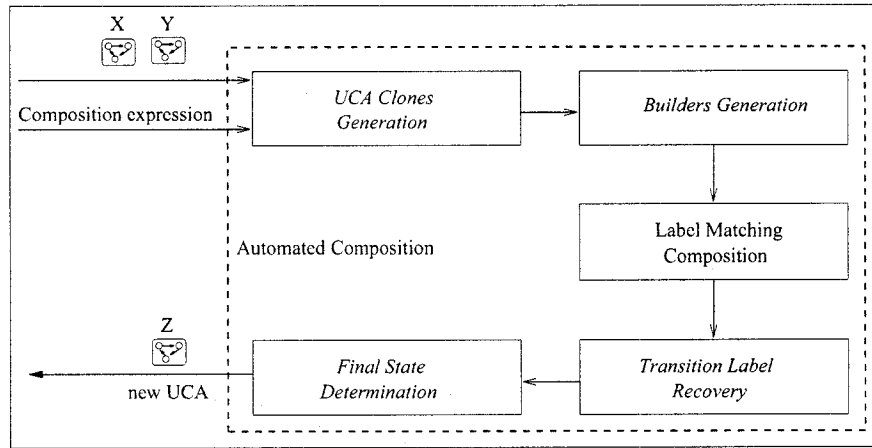 X Y
UCA Clones
Generation
Builders Generation
Composition expression
Label Matching
Composition
Automated Composition
Z
new UCA
Final State
Determination
Transition Label
Recovery